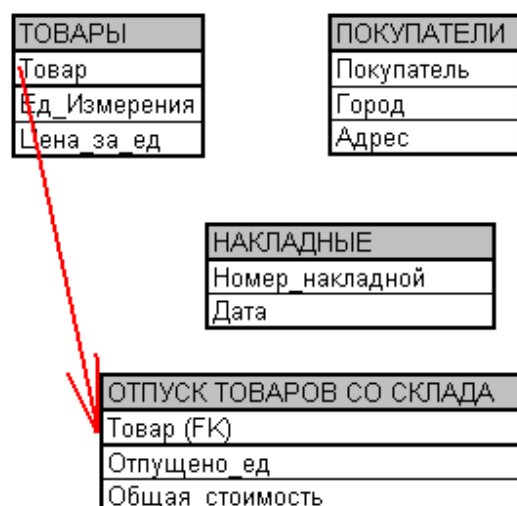 ТОВАРЫ
Товар
Ед_Измерения
Цена_за_ед
ПОКУПАТЕЛИ
Покупатель
Город
Адрес
НАКЛАДНЫЕ
Номер_накладной
Дата
ОТПУСК ТОВАРОВ СО СКЛАДА
Товар (FK)
Отпущено_ед
Общая_стоимость